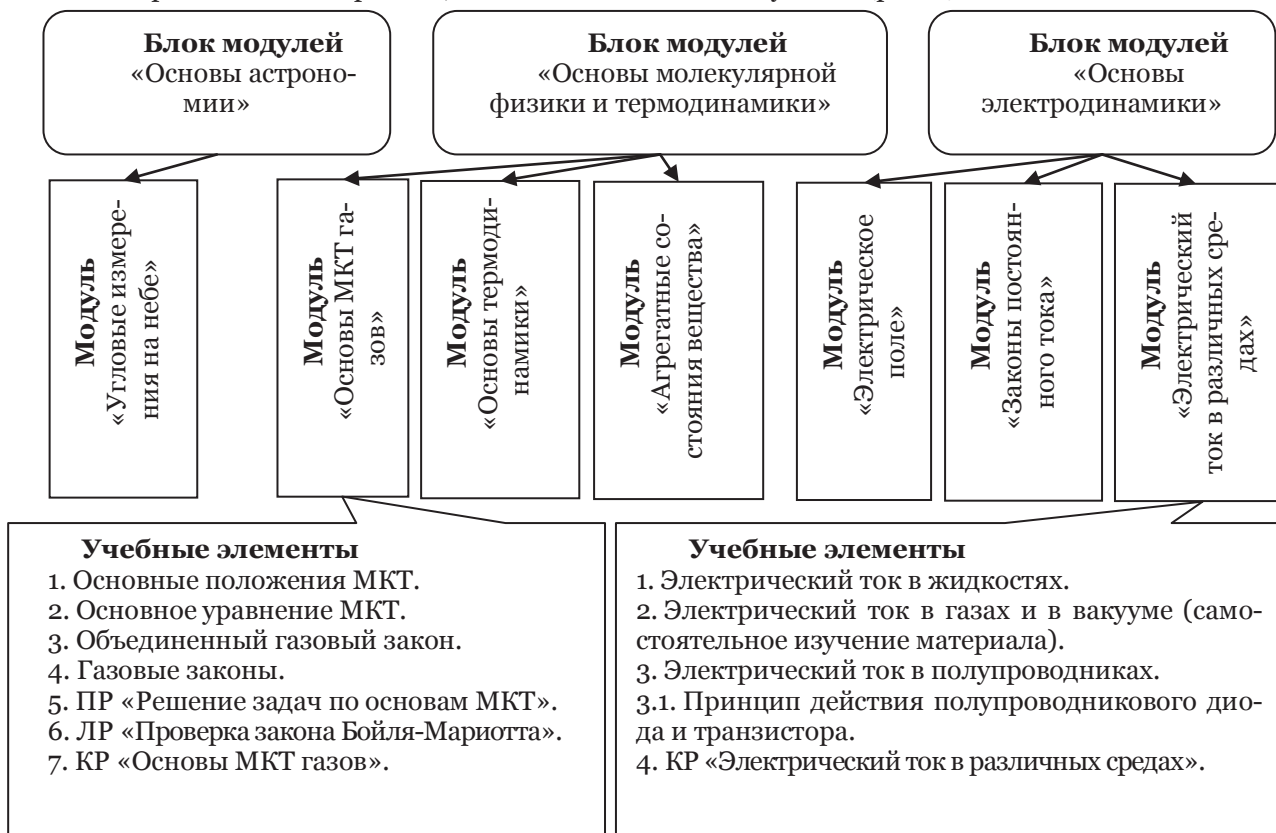 Блок модулей
«Основы астроно-
мии»
Блок модулей
«Основы молекулярной
физики и термодинамики»
Блок модулей
«Основы
электродинамики»
Модуль
«Угловые измере-
ния на небе»
Модуль
«Основы МКТ га-
зов»
Модуль
«Основы термоди-
намики»
Модуль
«Агрегатные со-
стояния вещества»
Модуль
«Электрическое
поле»
Модуль
«Законы постоян-
ного тока»
Модуль
«Электрический
ток в различных сре-
дах»
Учебные элементы
1. Основные положения МКТ.
2. Основное уравнение МКТ.
3. Объединенный газовый закон.
4. Газовые законы.
5. ПР «Решение задач по основам МКТ».
6. ЛР «Проверка закона Бойля-Мариотта».
7. КР «Основы МКТ газов».
Учебные элементы
1. Электрический ток в жидкостях.
2. Электрический ток в газах и в вакууме (само-
стоятельное изучение материала).
3. Электрический ток в полупроводниках.
3.1. Принцип действия полупроводникового дио-
да и транзистора.
4. КР «Электрический ток в различных средах».